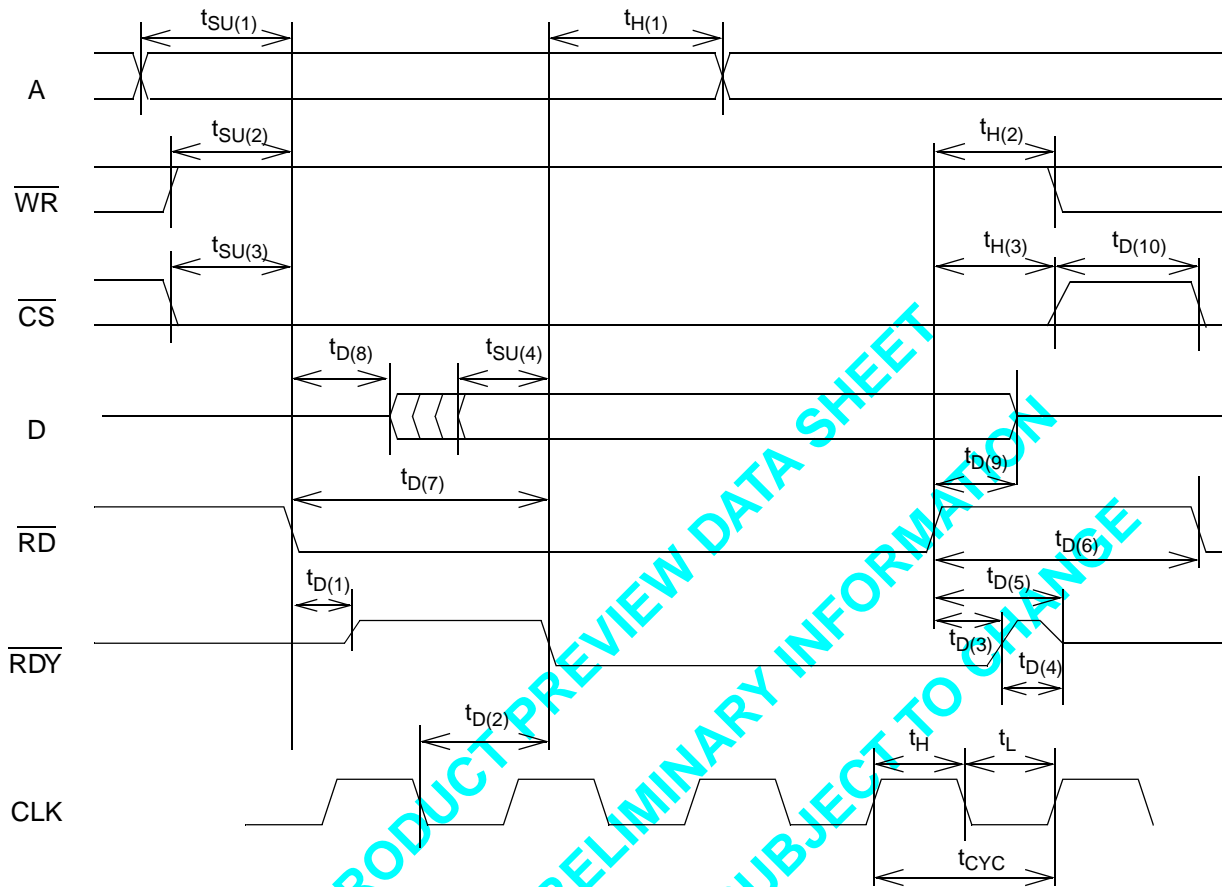 tSU(1)
tH(1)
A
tSU(2)
tH(2)
WR
tSU(3)
tH(3)
tD(10)
CS
tD(8)
tSU(4)
D
tD(9)
tD(7)
RD
tD(6)
tD(1)
tD(5)
RDY
tD(3)
tD(4)
tD(2)
tH
tL
CLK
tCYC
PRODUCT PREVIEW DATA SHEET
PRELIMINARY INFORMATION
SUBJECT TO CHANGE